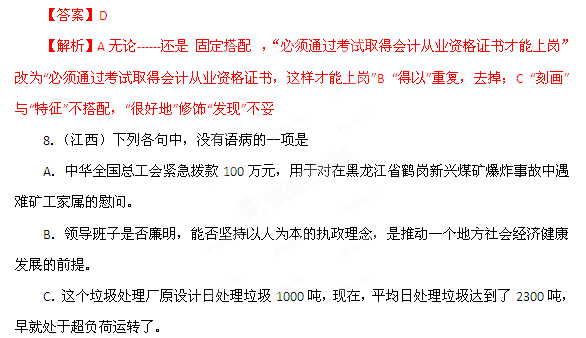 【答案】D
【解析】A 无论------还是 固定搭配 ，“必须通过考试取得会计从业资格证书才能上岗”
改为“必须通过考试取得会计从业资格证书，这样才能上岗”B “得以”重复，去掉；C “刻画”
与“特征”不搭配，“很好地”修饰“发现”不妥
8.（江西）下列各句中，没有语病的一项是
A．中华全国总工会紧急拨款 100 万元，用于对在黑龙江省鹤岗新兴煤矿爆炸事故中遇
难矿工家属的慰问。
B．领导班子是否廉明，能否坚持以人为本的执政理念，是推动一个地方社会经济健康
发展的前提。
C．这个垃圾处理厂原设计日处理垃圾 1000 吨，现在，平均日处理垃圾达到了 2300 吨，
早就处于超负荷运转了。